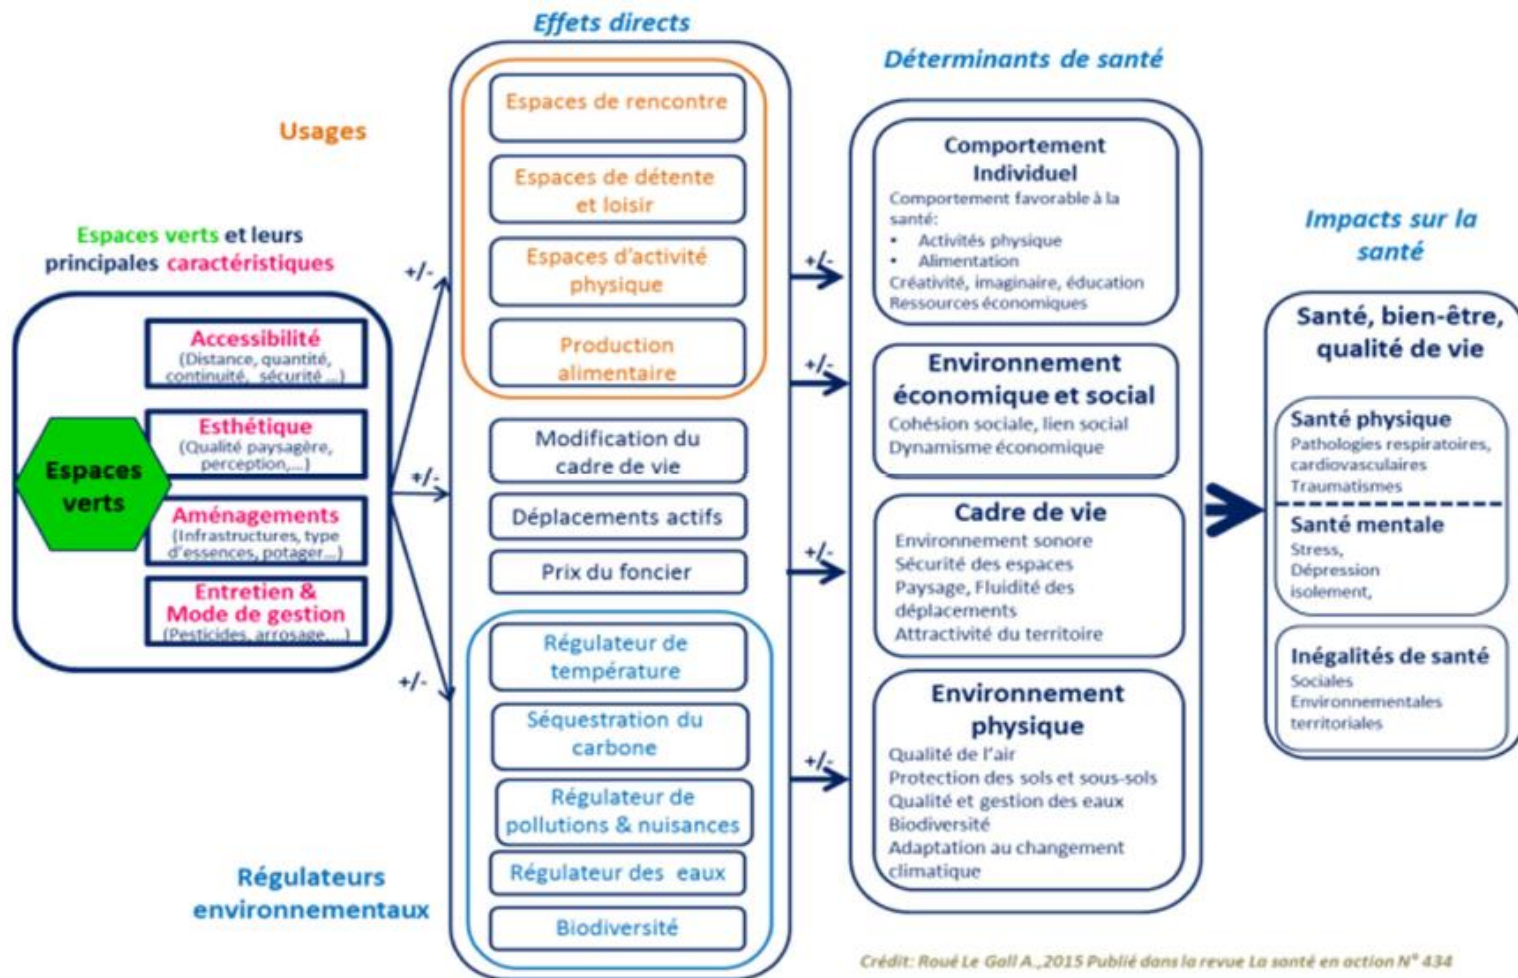 Effets directs
Déterminants de santé
Impacts sur la
santé
Usages
Espaces verts et leurs
principales caractéristiques
Accessibilité
(Distance, quantité,
continuité, sécurité ...)
Esthétique
(Qualité paysagère,
perception,...)
Espaces
verts
Aménagements
(Infrastructures, type
d'essences, potager...)
Entretien &
Mode de gestion
(Pesticides, arrosage,...)
+/-
+/-
+/-
Espaces de rencontre
Espaces de détente
et loisir
Espaces d'activité
physique
Production
alimentaire
Modification du
cadre de vie
Déplacements actifs
Prix du foncier
Régulateur de
température
Séquestration du
carbone
Régulateur de
pollutions & nuisances
Régulateur des eaux
Biodiversité
Régulateurs
environnementaux
+/-
+/-
+/-
+/-
Comportement
Individuel
Comportement favorable à la
santé:
• Activités physique
• Alimentation
Créativité, imaginaire, éducation
Ressources économiques
Environnement
économique et social
Cohésion sociale, lien social
Dynamisme économique
Cadre de vie
Environnement sonore
Sécurité des espaces
Paysage, Fluidité des
déplacements
Attractivité du territoire
Environnement
physique
Qualité de l'air
Protection des sols et sous-sols
Qualité et gestion des eaux
Biodiversité
Adaptation au changement
climatique
Santé, bien-être,
qualité de vie
Santé physique
Pathologies respiratoires,
cardiovasculaires
Traumatismes
Santé mentale
Stress,
Dépression
isolement,
Inégalités de santé
Sociales
Environnementales
territoriales
Crédit: Roué Le Gall A.,2015 Publié dans la revue La santé en action N° 434